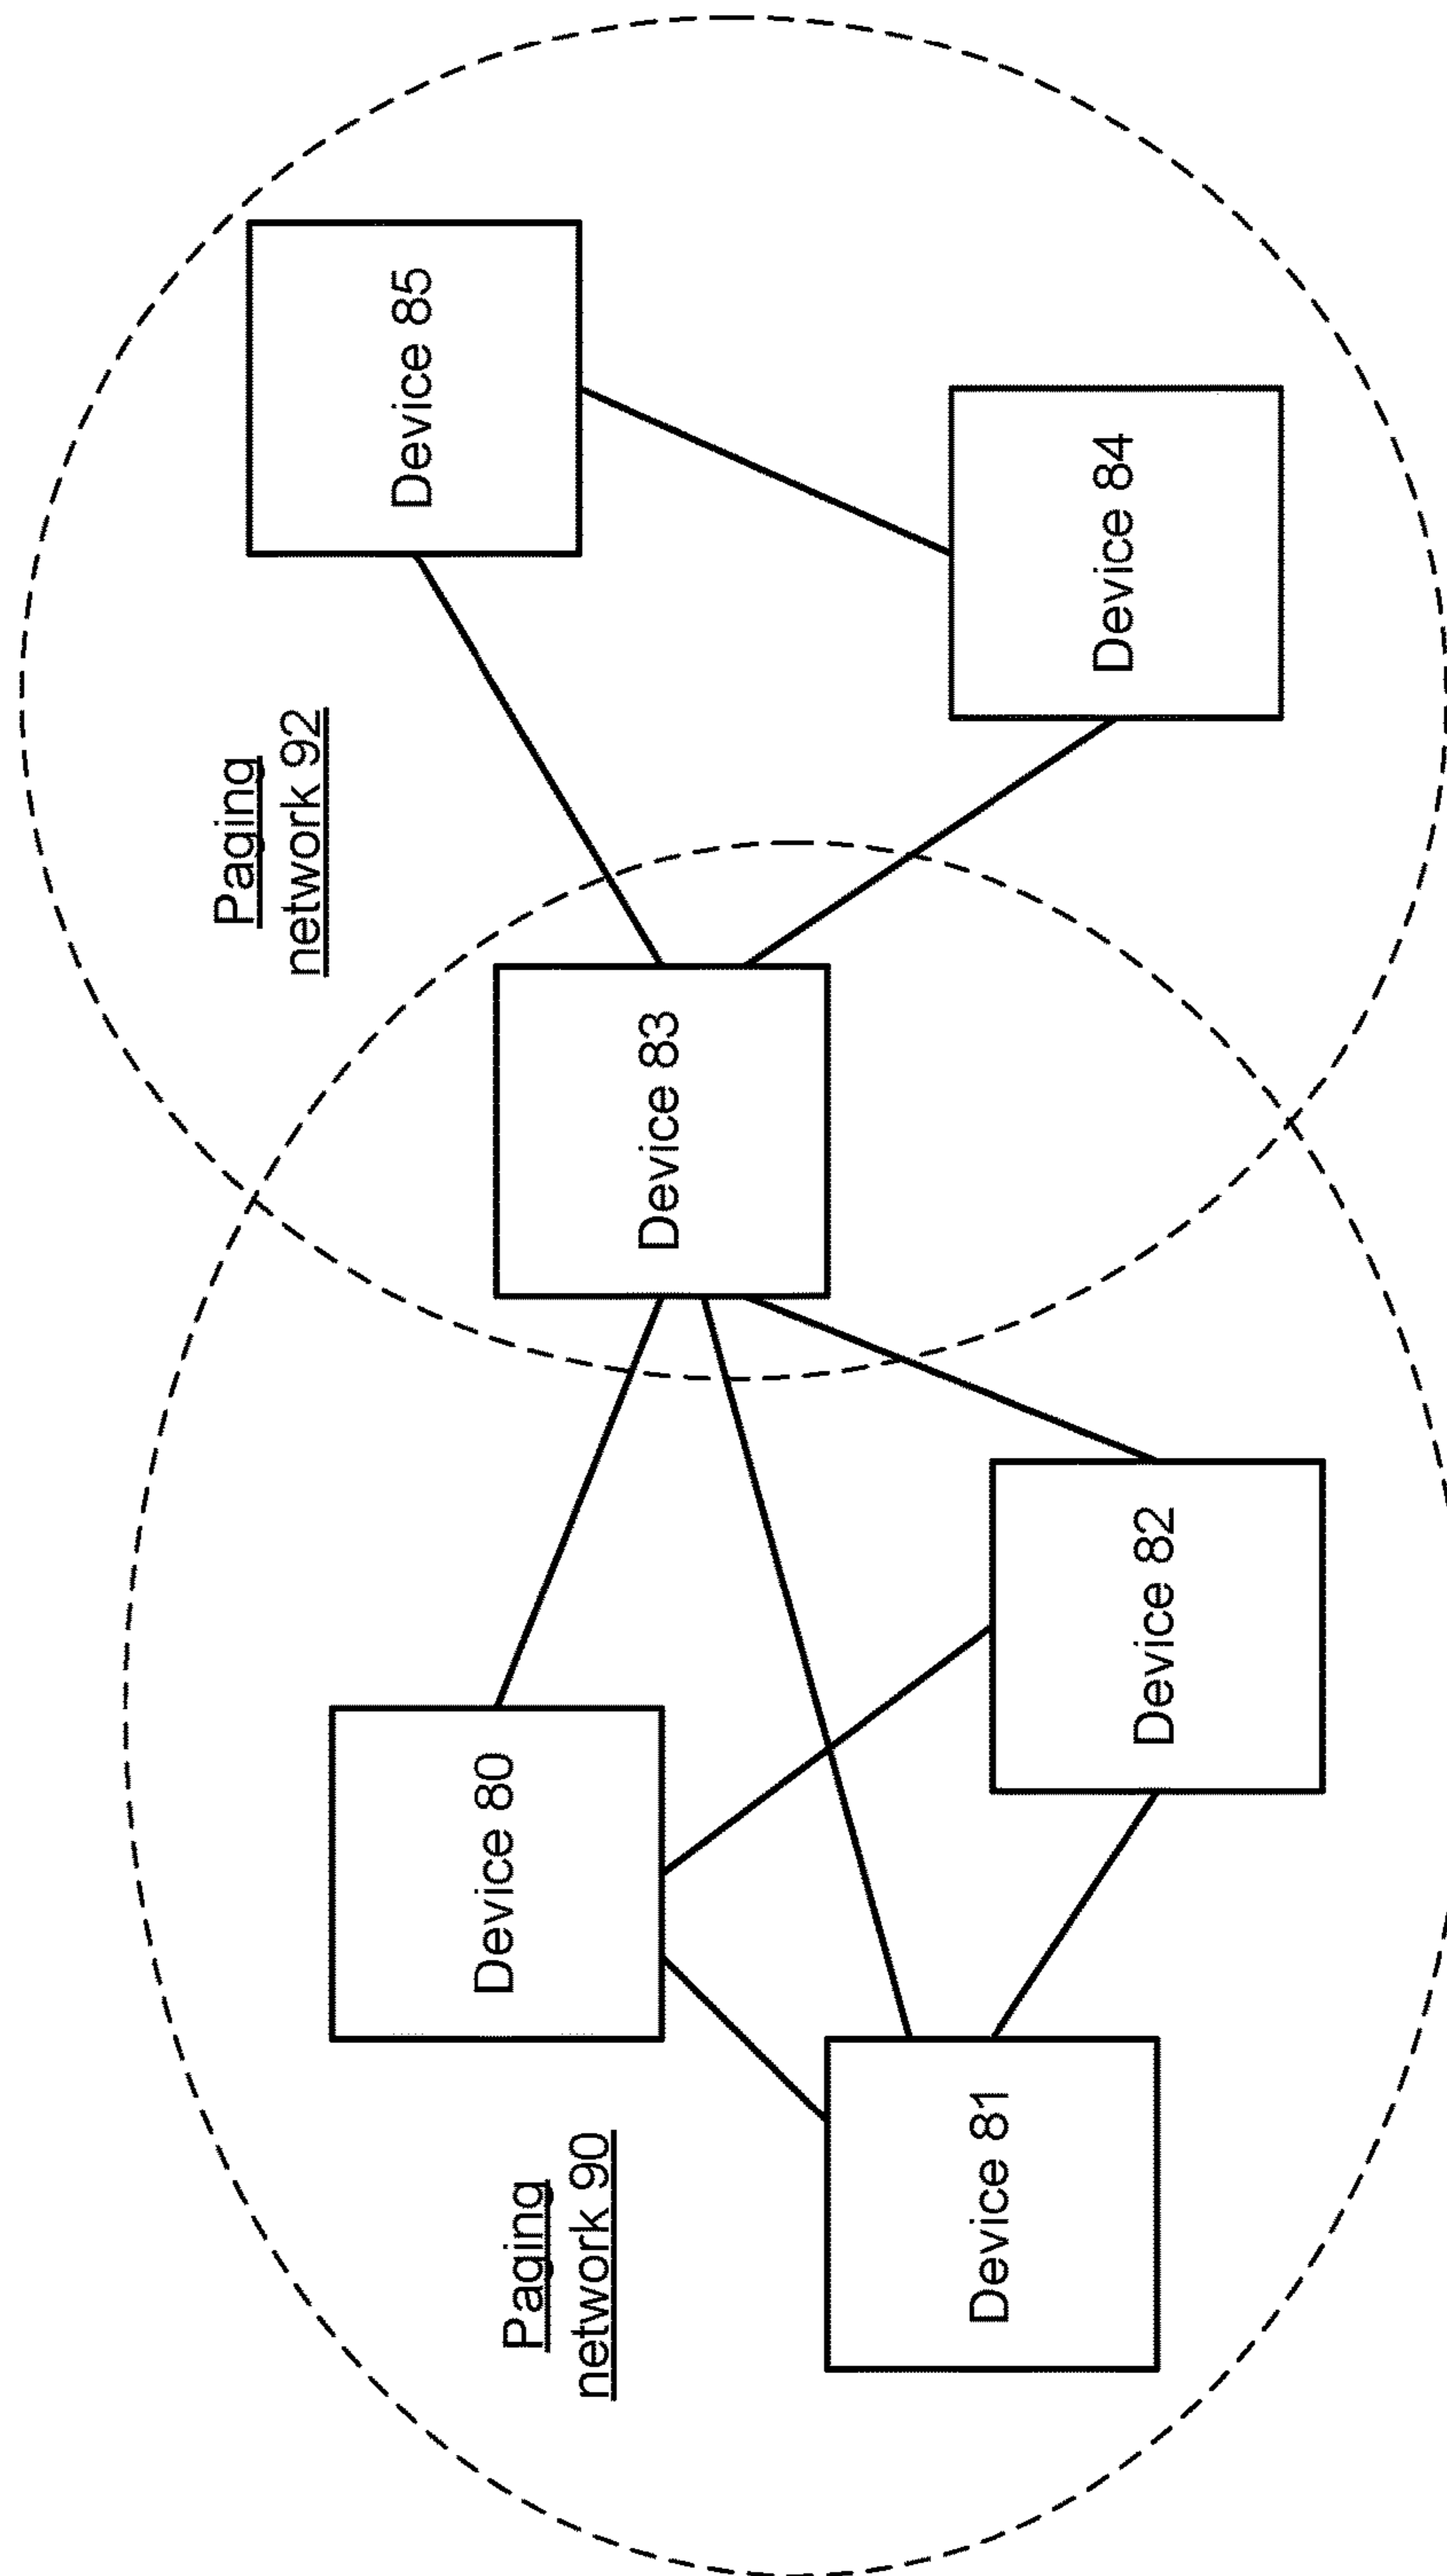 Paging
network 92
Device 85
Device 83
Device 84
Device 80
Paging
network 90
Device 82
Device 81